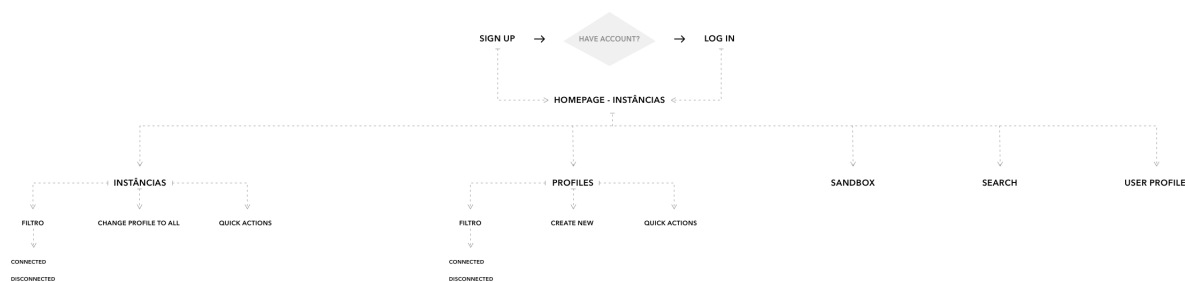 SIGN UP
HAVE ACCOUNT?
LOG IN
HOMEPAGE - INSTÂNCIAS
INSTÂNCIAS
PROFILES
SANDBOX
SEARCH
USER PROFILE
FILTRO
CHANGE PROFILE TO ALL
QUICK ACTIONS
FILTRO
CREATE NEW
QUICK ACTIONS
CONNECTED
DISCONNECTED
CONNECTED
DISCONNECTED